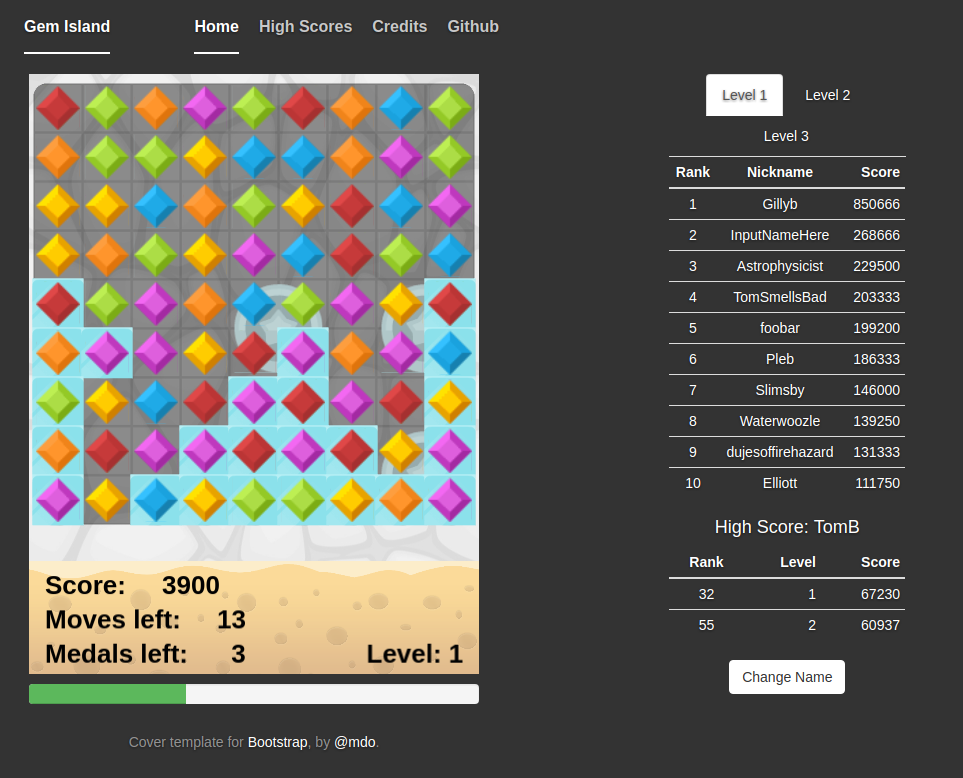 Gem Island Home High Scores Credits Github
Level 1 Level 2
Level 3
Rank Nickname Score
1 Gillyb 850666
2 InputNameHere 268666
3 Astrophysicist 229500
4 TomSmellsBad 203333
5 foobar 199200
6 Pleb 186333
7 Slimsby 146000
8 Waterwoozle 139250
9 dujesoffirehazard 131333
10 Elliott 111750
High Score: TomB
Rank Level Score
32 1 67230
55 2 60937
Change Name
Score: 3900
Moves left: 13
Medals left: 3 Level: 1
Cover template for Bootstrap, by @mdo.